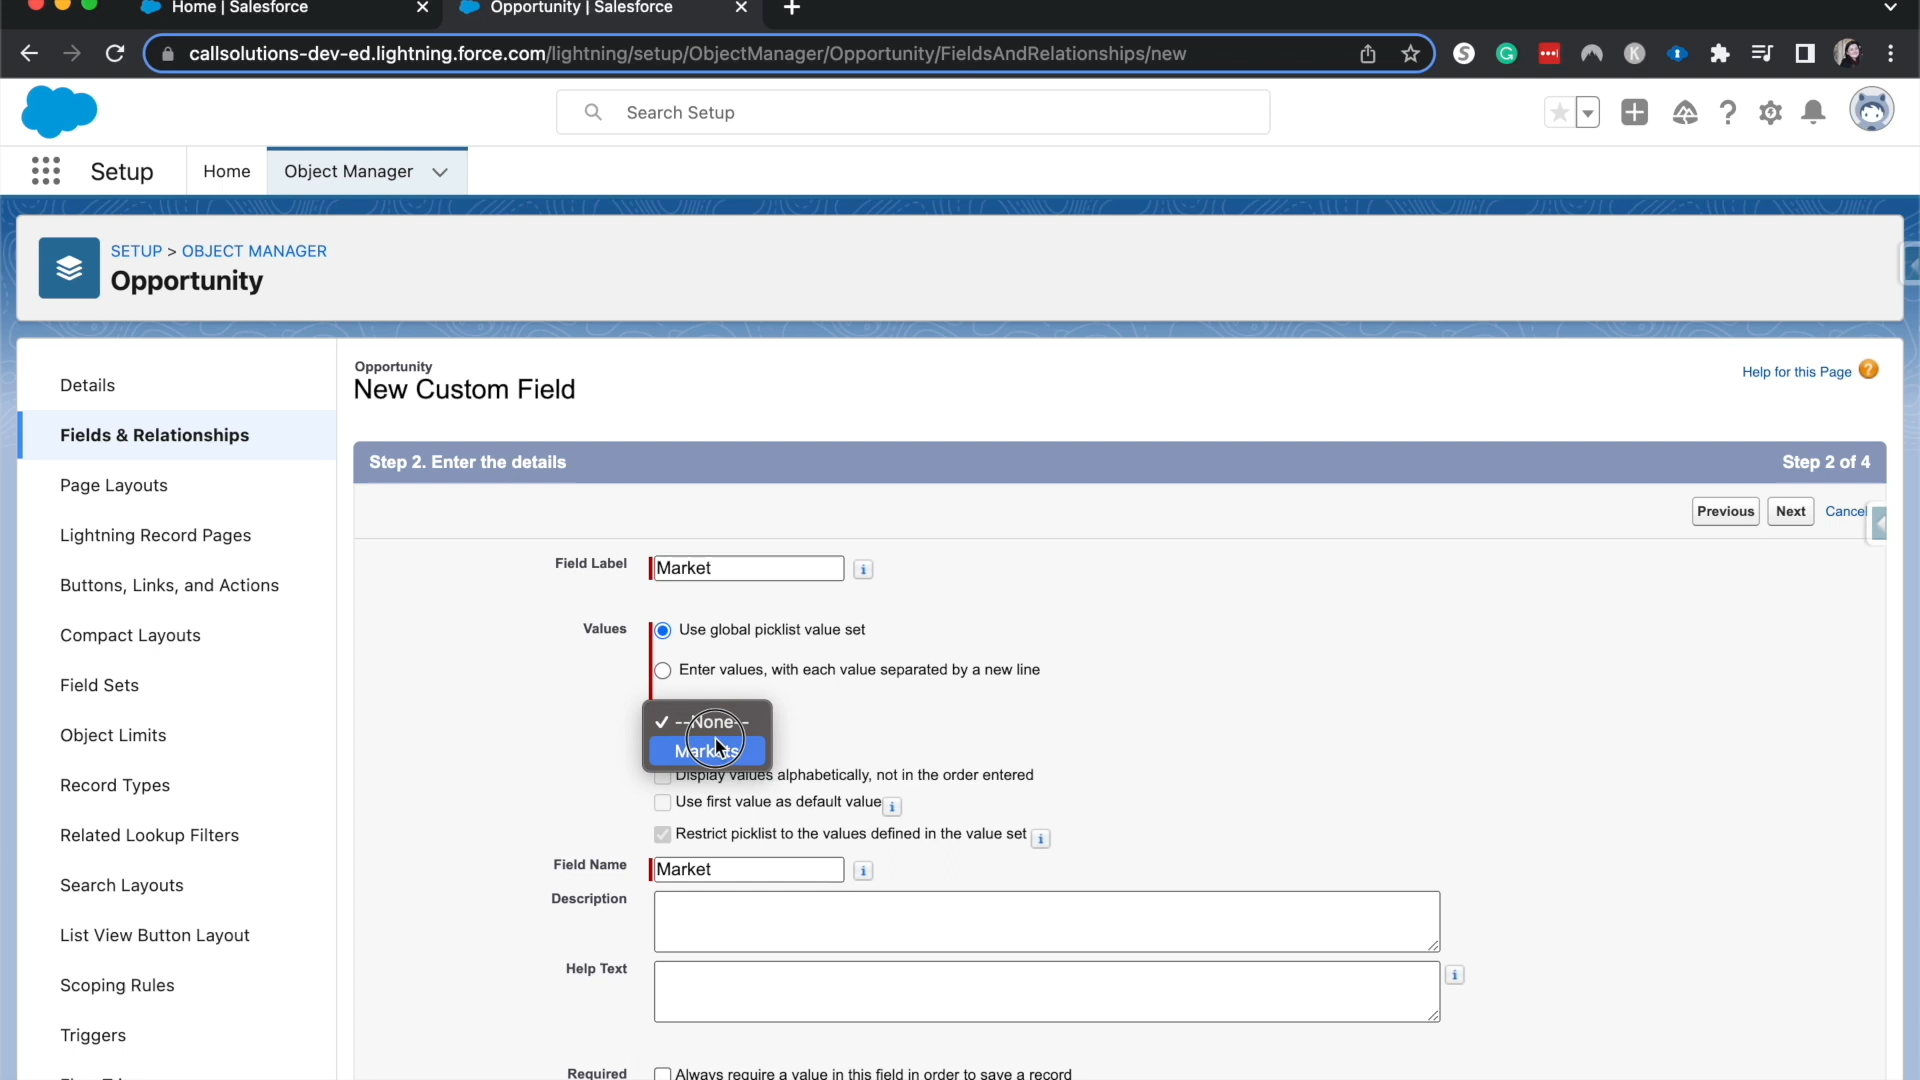 Home | Salesforce
Opportunity | Salesforce
callsolutions-dev-ed.lightning.force.com/lightning/setup/ObjectManager/Opportunity/FieldsAndRelationships/new
Search Setup
Setup
Home
Object Manager
SETUP > OBJECT MANAGER
Opportunity
Details
Fields & Relationships
Page Layouts
Lightning Record Pages
Buttons, Links, and Actions
Compact Layouts
Field Sets
Object Limits
Record Types
Related Lookup Filters
Search Layouts
List View Button Layout
Scoping Rules
Triggers
Opportunity
New Custom Field
Help for this Page
Step 2. Enter the details
Step 2 of 4
Previous
Next
Cancel
Field Label
Market
Values
Use global picklist value set
Enter values, with each value separated by a new line
--None--
Markets
Display values alphabetically, not in the order entered
Use first value as default value
Restrict picklist to the values defined in the value set
Field Name
Market
Description
Help Text
Required
Always require a value in this field in order to save a record